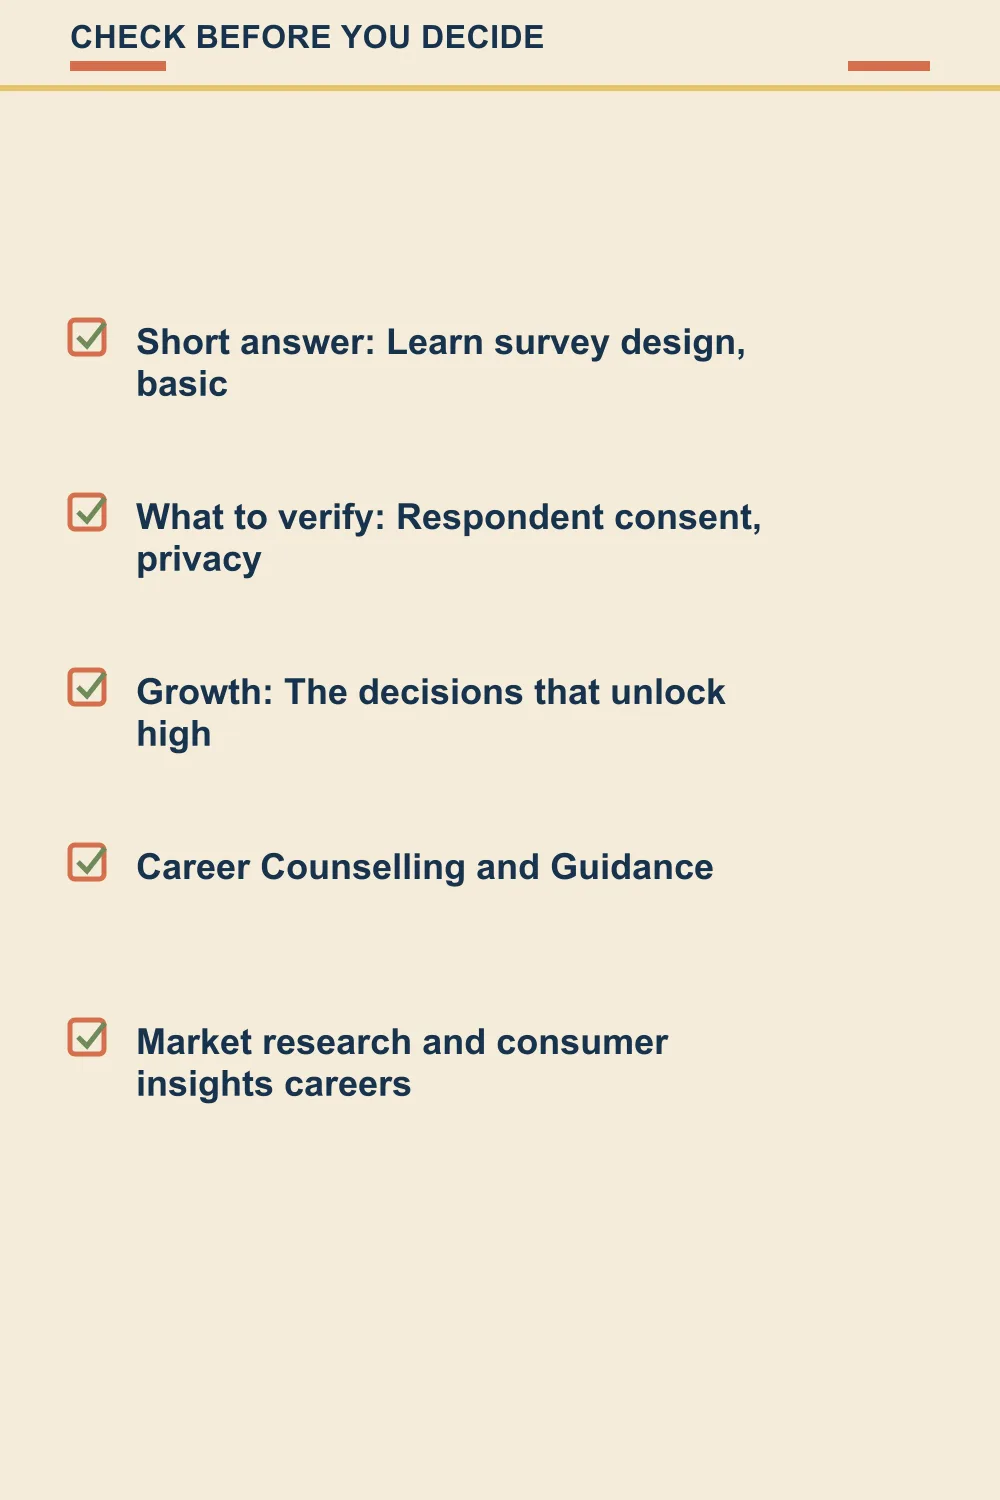 CHECK BEFORE YOU DECIDE
Short answer: Learn survey design,
basic
What to verify: Respondent consent,
privacy
Growth: The decisions that unlock
high
Career Counselling and Guidance
Market research and consumer
insights careers